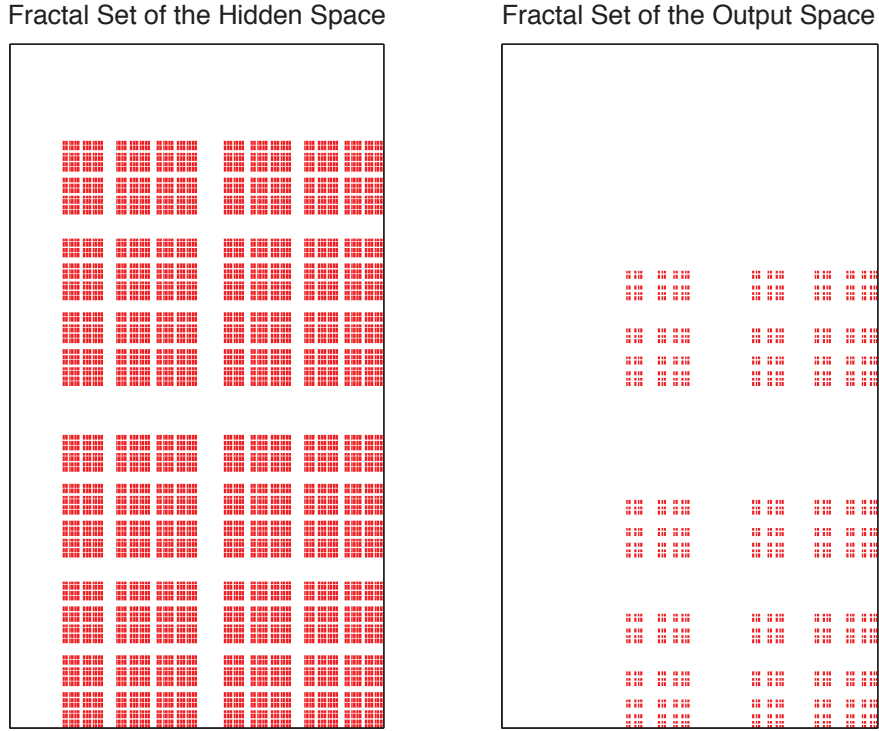 Fractal Set of the Hidden Space
Fractal Set of the Output Space